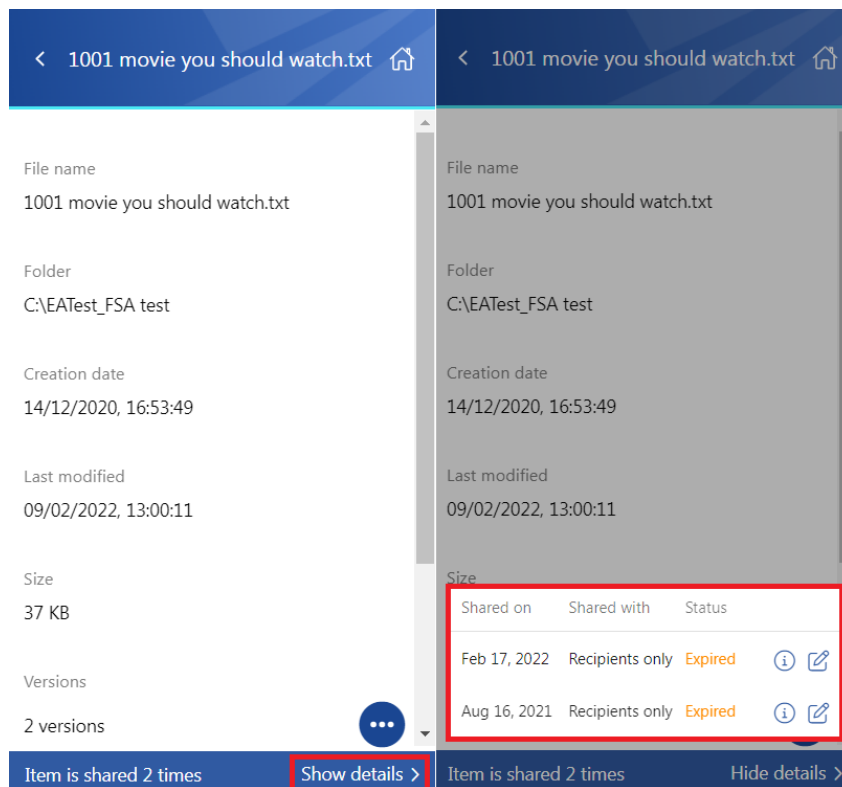 1001 movie you should watch.txt
File name
1001 movie you should watch.txt
Folder
C:\EATest_FSA test
Creation date
14/12/2020, 16:53:49
Last modified
09/02/2022, 13:00:11
Size
37 KB
Versions
2 versions
Item is shared 2 times Show details >
1001 movie you should watch.txt
File name
1001 movie you should watch.txt
Folder
C:\EATest_FSA test
Creation date
14/12/2020, 16:53:49
Last modified
09/02/2022, 13:00:11
Size
Shared on Shared with Status
Feb 17, 2022 Recipients only Expired
Aug 16, 2021 Recipients only Expired
Item is shared 2 times Hide details >